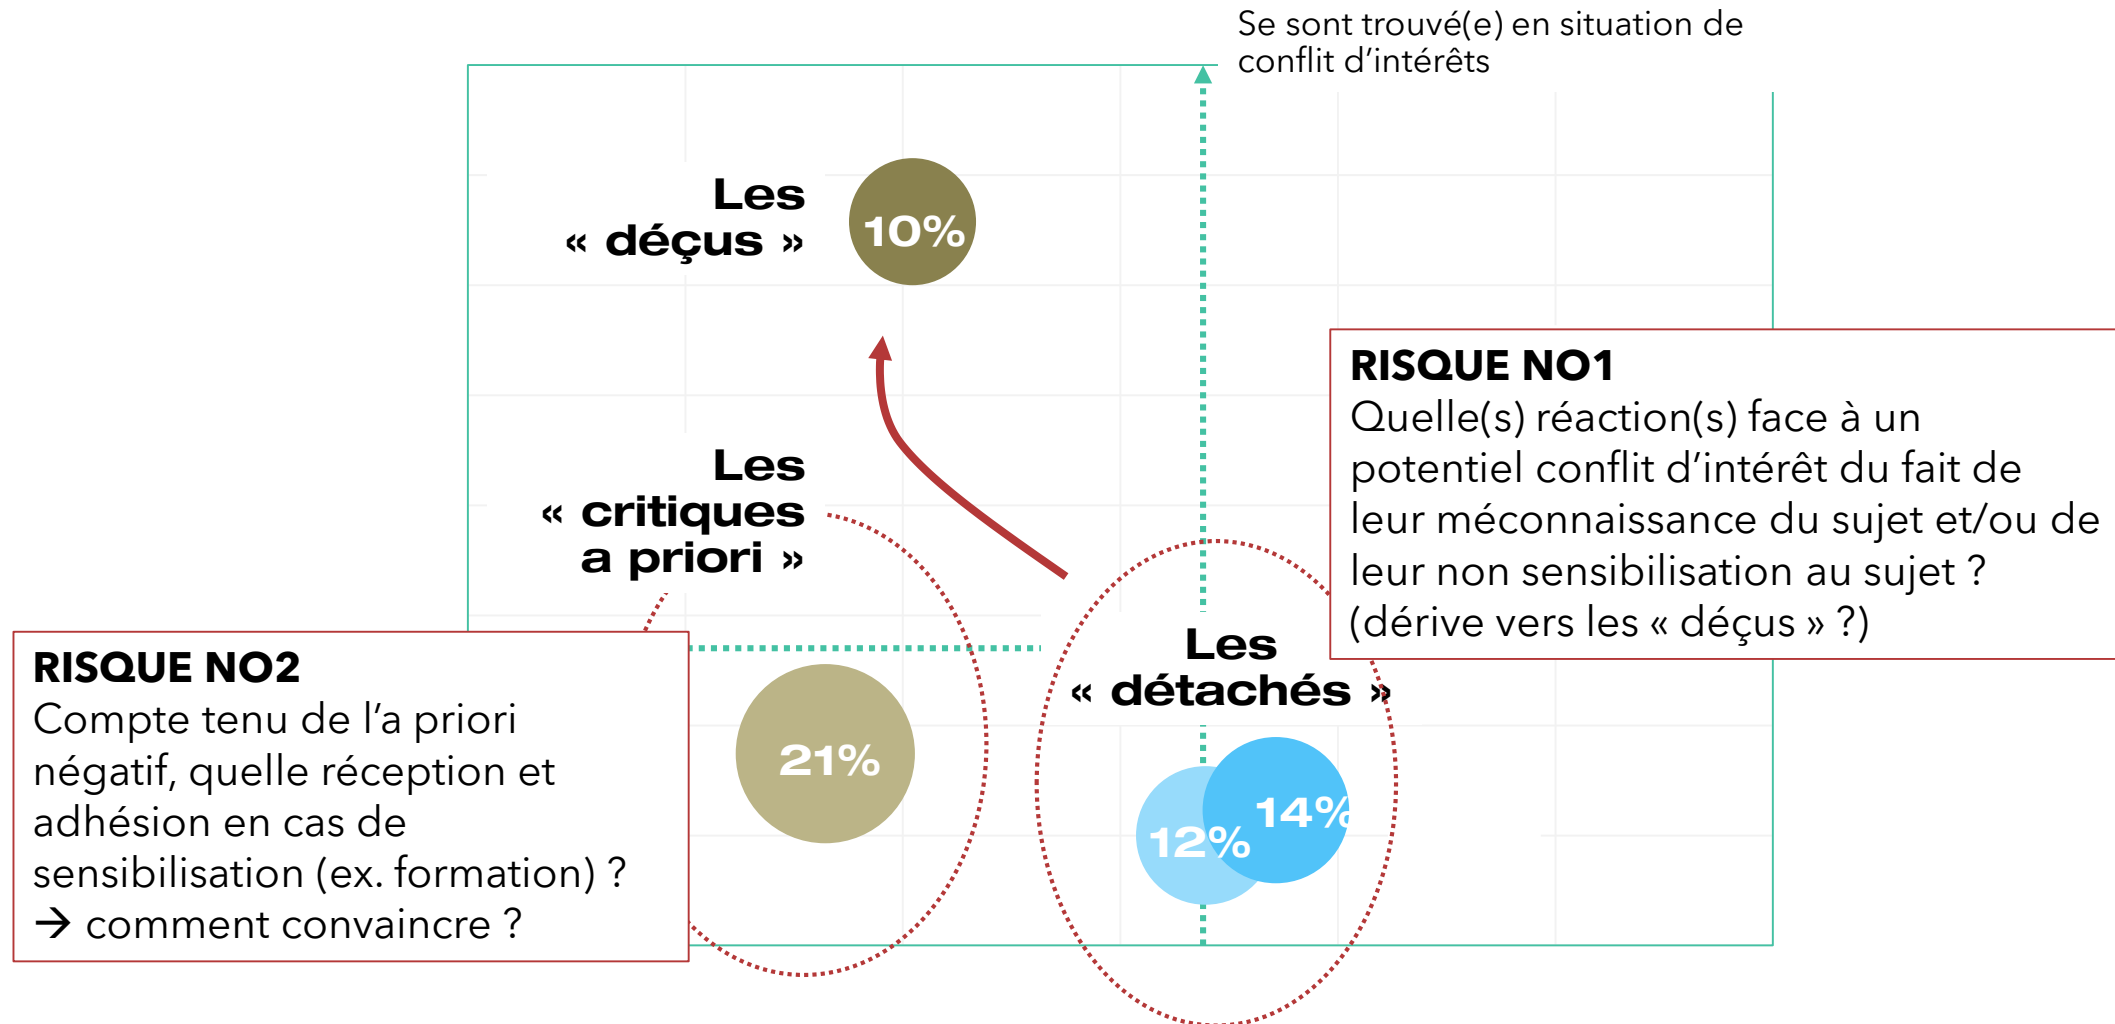 Se sont trouvé(e) en situation de
conflit d’intérêts
Les
« déçus »
10%
RISQUE NO1
Quelle(s) réaction(s) face à un
potentiel conflit d’intérêt du fait de
leur méconnaissance du sujet et/ou de
leur non sensibilisation au sujet ?
(dérive vers les « déçus » ?)
Les
« critiques
a priori »
RISQUE NO2
Compte tenu de l’a priori
négatif, quelle réception et
adhésion en cas de
sensibilisation (ex. formation) ?
→ comment convaincre ?
21%
Les
« détachés »
12%
14%